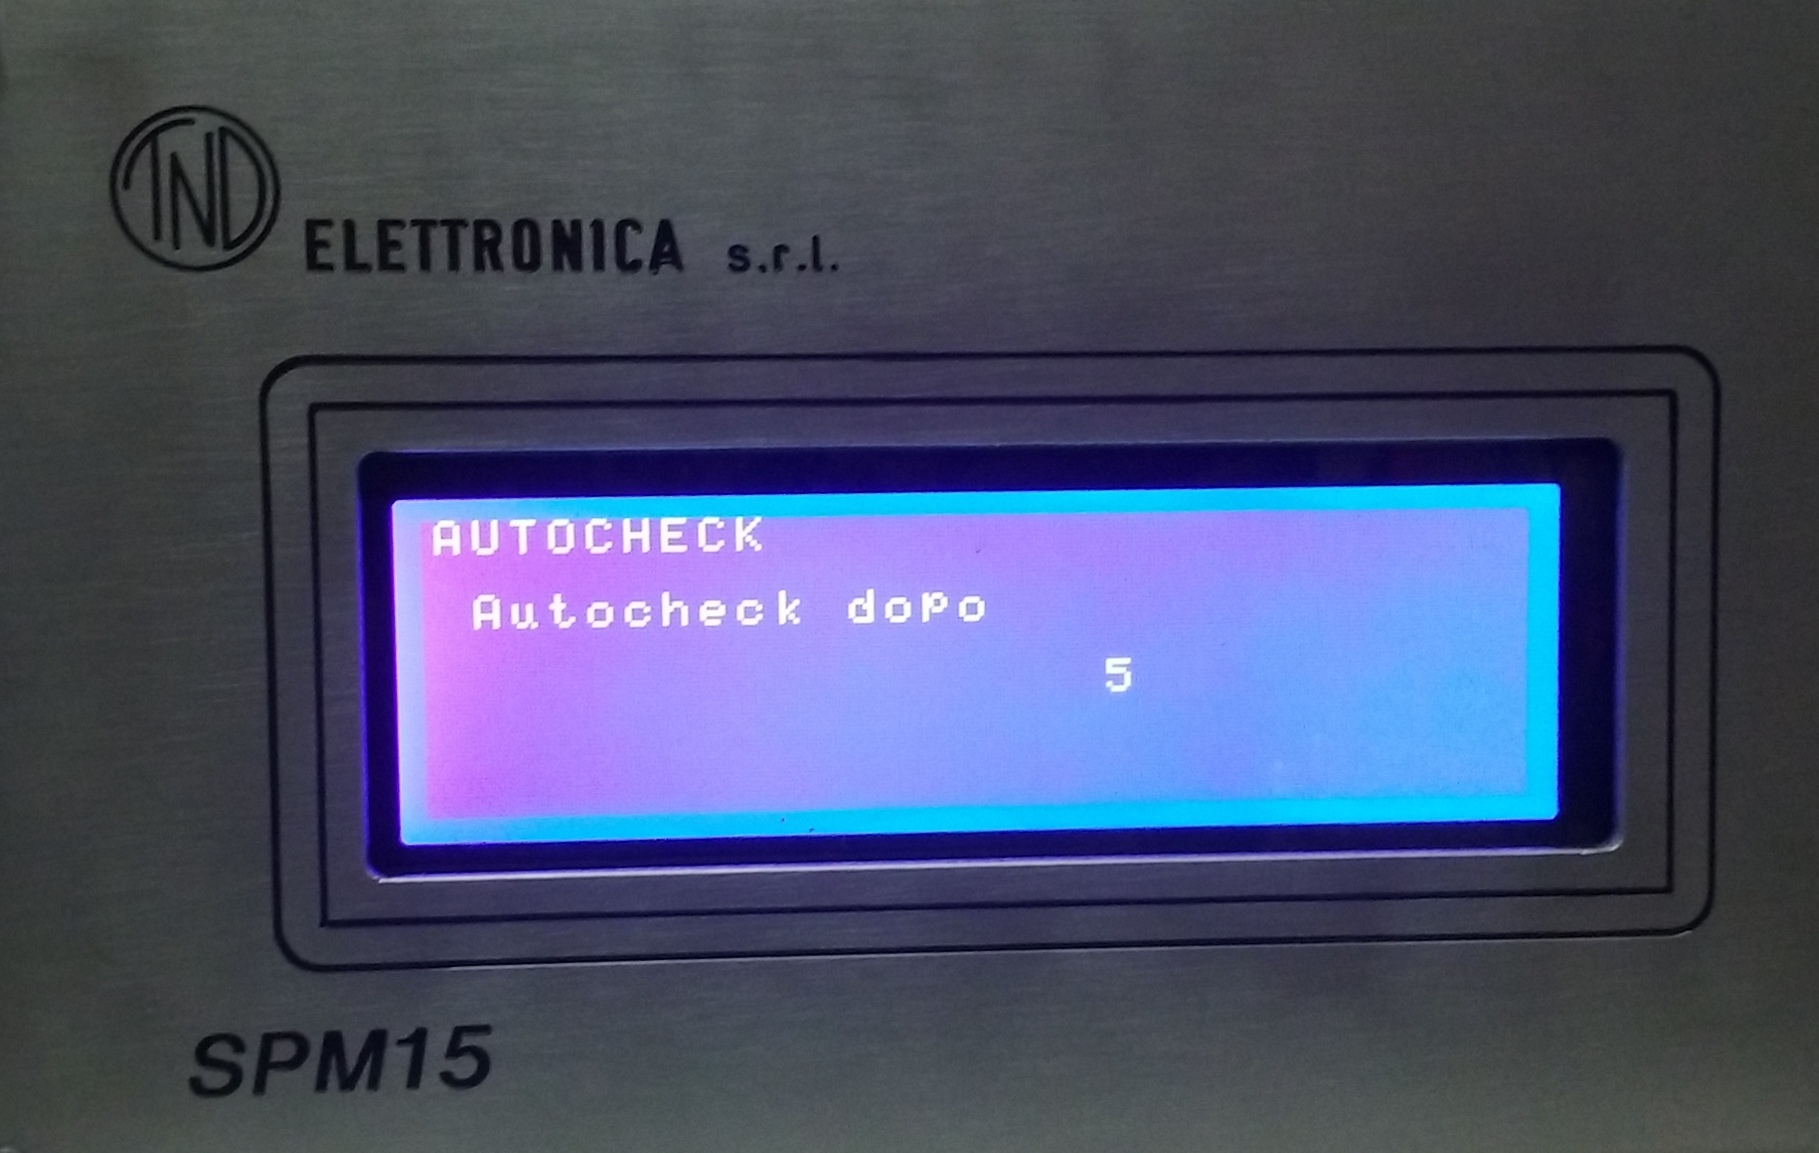 TND
ELETTRONICA s.r.l.
AUTOCHECK
Autocheck dopo
5
SPM15